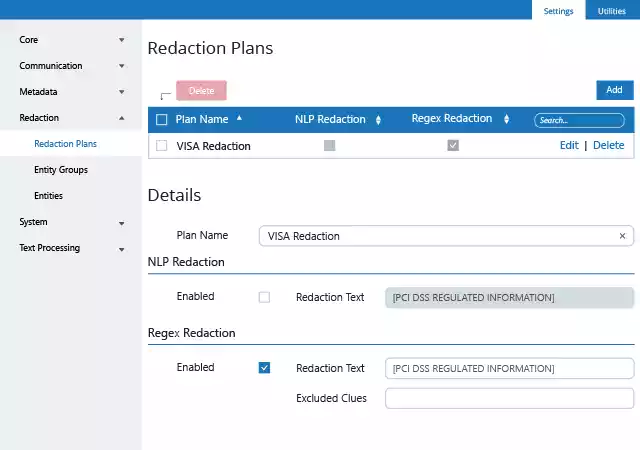 Settings Utilities
Core
Communication
Metadata
Redaction
Redaction Plans
Entity Groups
Entities
System
Text Processing
Redaction Plans
Delete
Add
Plan Name NLP Redaction Regex Redaction Search...
VISA Redaction Edit | Delete
Details
Plan Name VISA Redaction ×
NLP Redaction
Enabled Redaction Text [PCI DSS REGULATED INFORMATION]
Regex Redaction
Enabled Redaction Text [PCI DSS REGULATED INFORMATION]
Excluded Clues